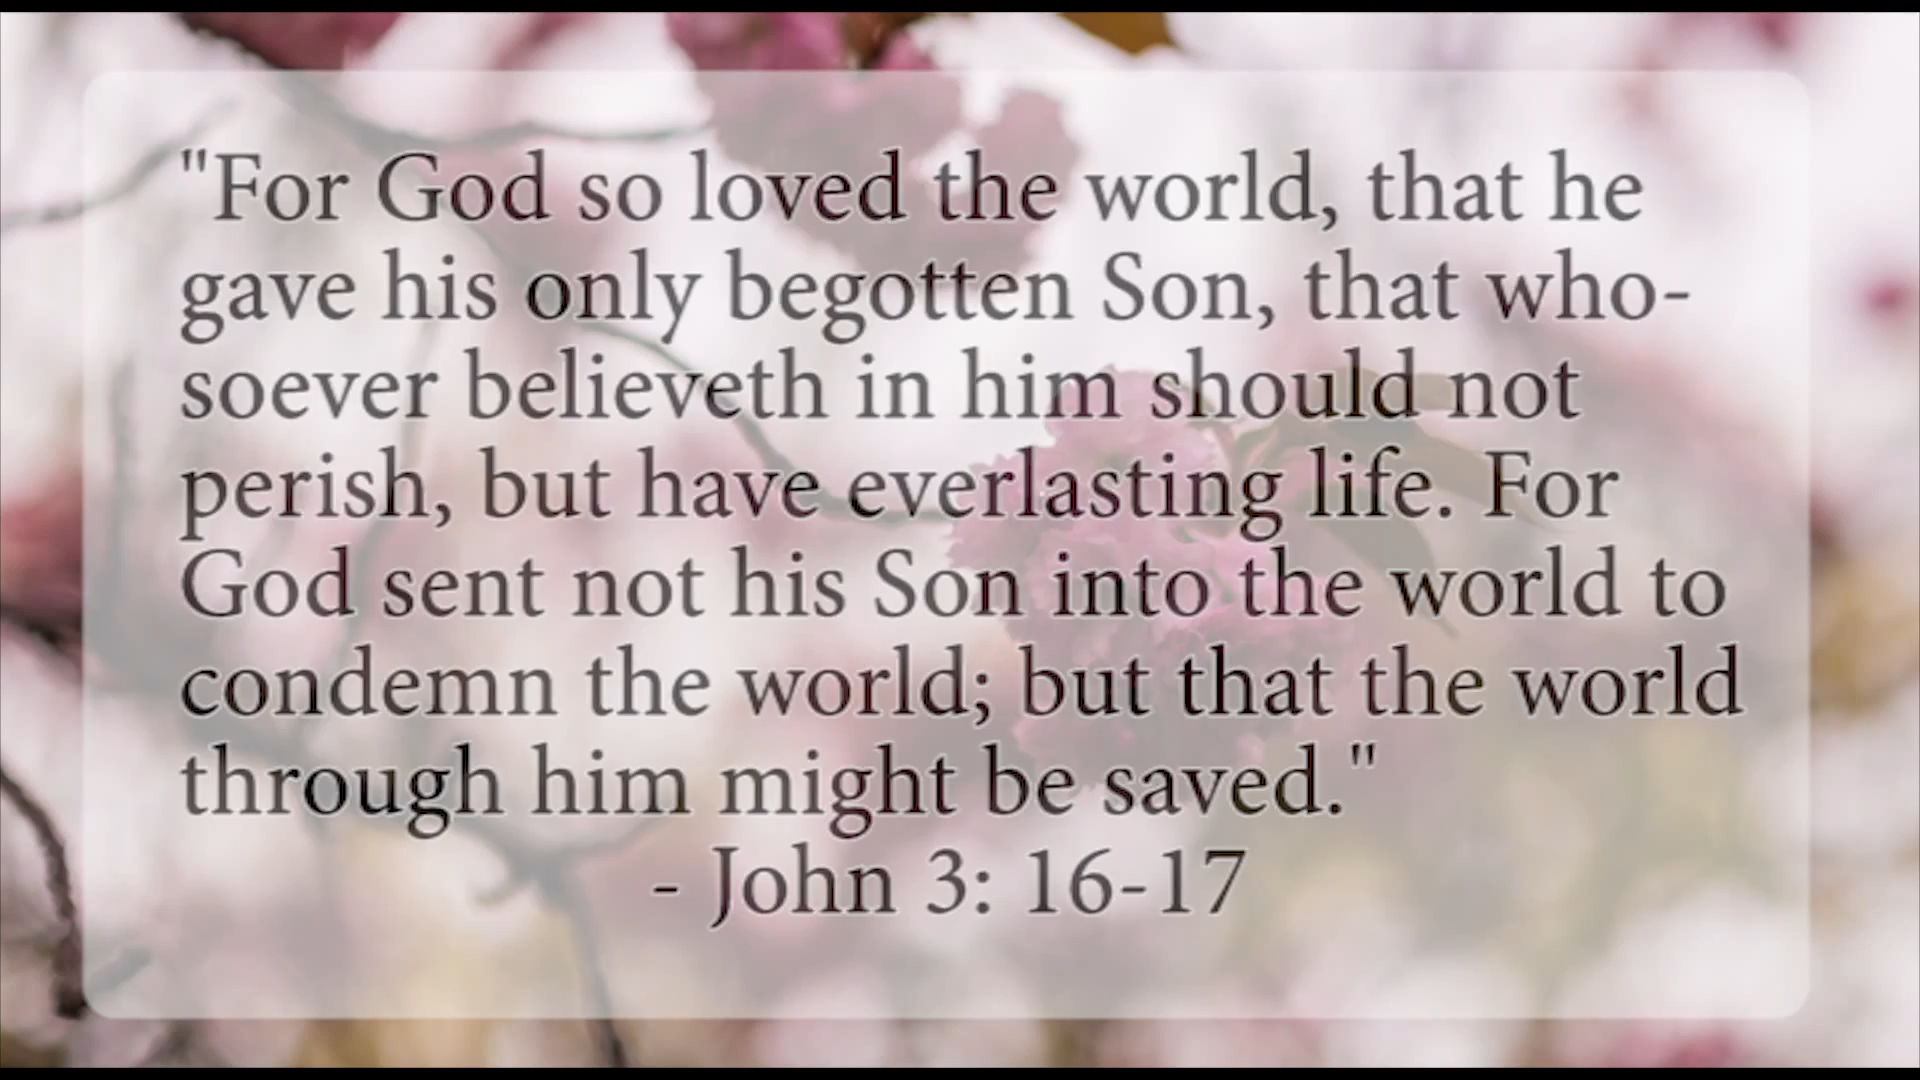 "For God so loved the world, that he
gave his only begotten Son, that who-
soever believeth in him should not
perish, but have everlasting life. For
God sent not his Son into the world to
condemn the world; but that the world
through him might be saved."
- John 3: 16-17